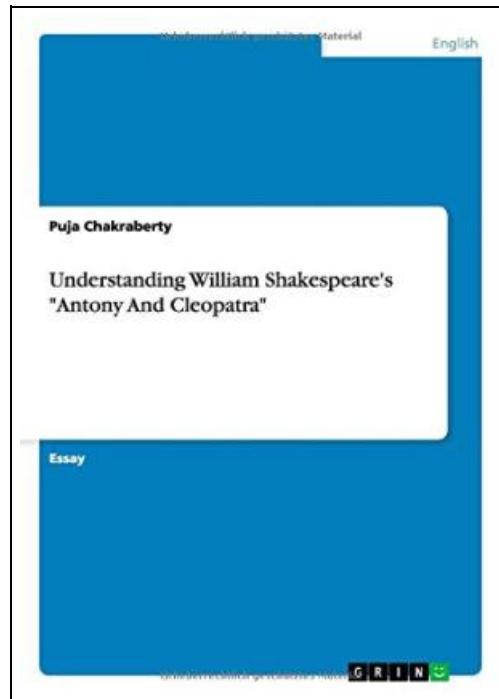 English
Puja Chakraberty
Understanding William Shakespeare's
"Antony And Cleopatra"
Essay
GRIN